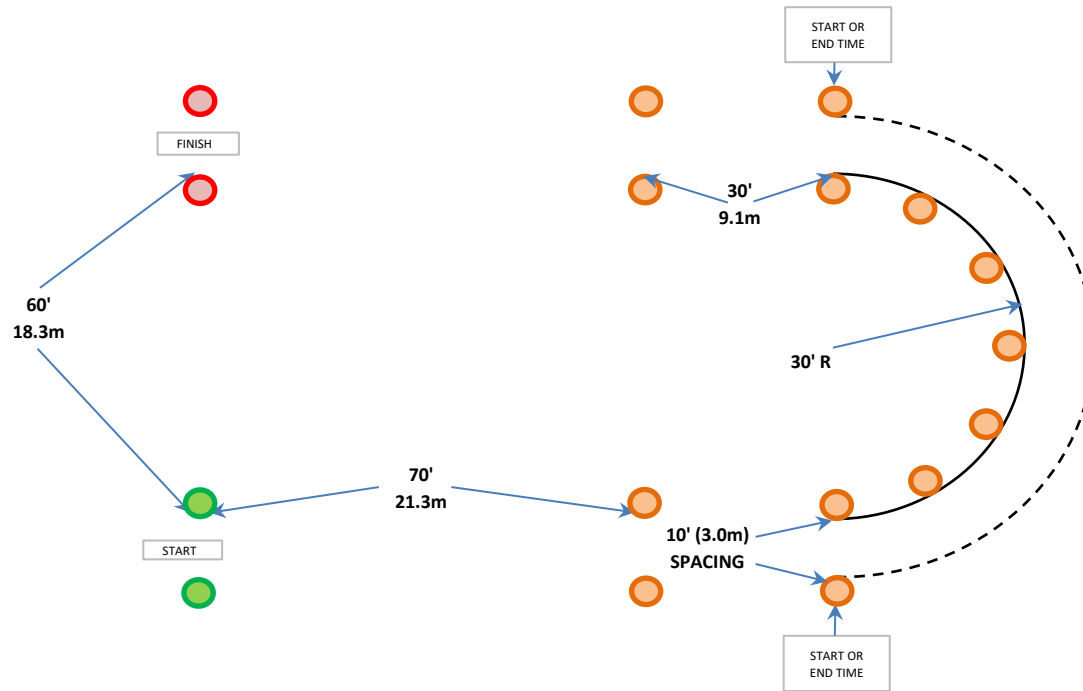 START OR
END TIME
FINISH
30'
9.1m
60'
18.3m
30' R
70'
21.3m
10' (3.0m)
SPACING
START
START OR
END TIME